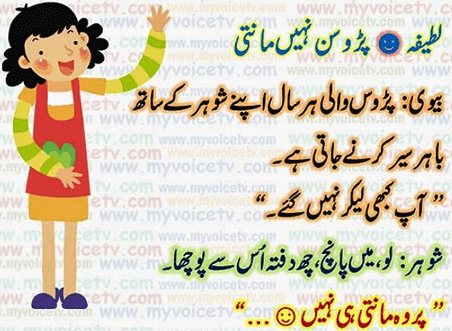 لطیفہ 🙂 پڑوسن نہیں مانتی
بیوی: پڑوس والی ہر سال اپنے شوہر کے ساتھ
باہر سیر کرنے جاتی ہے۔
” آپ کبھی لیکر نہیں گئے۔“
شوہر: لو، میں پانچ، چھ دفتہ اُس سے پوچھا۔
” پر وہ مانتی ہی نہیں ☺ ...“
www.myvoicetv.com